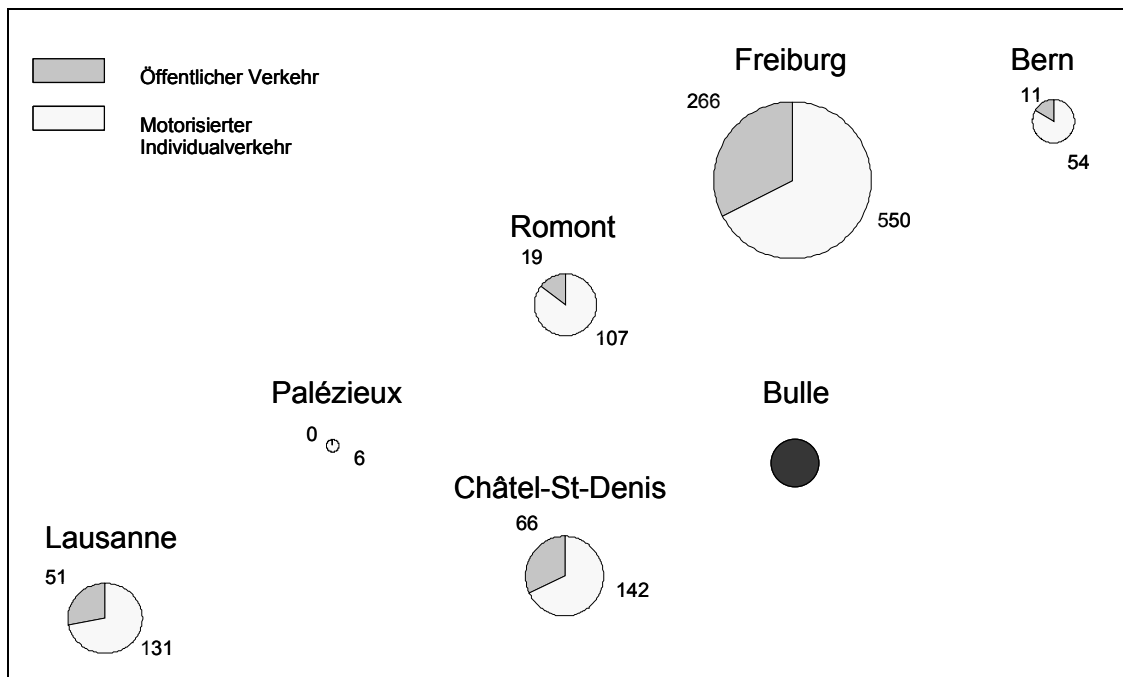 Öffentlicher Verkehr
Motorisierter
Individualverkehr
Freiburg
266
550
Bern
11
54
Romont
19
107
Palézieux
0
6
Bulle
Châtel-St-Denis
66
142
Lausanne
51
131